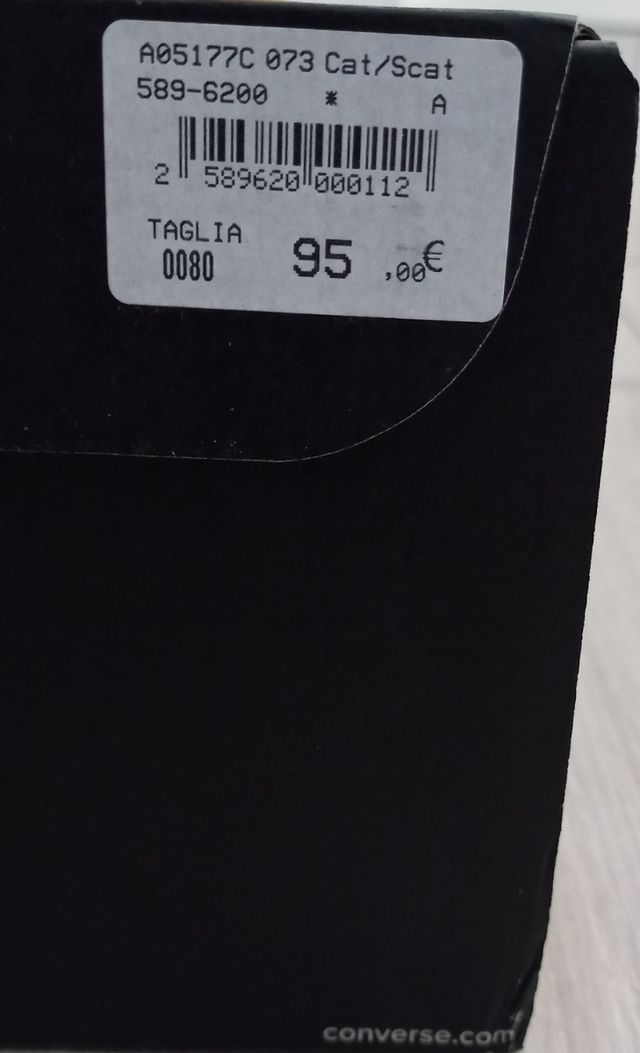 A05177C 073 Cat/Scat
589-6200 * A
2 589620 000112
TAGLIA
0080 95 ,00€
converse.com